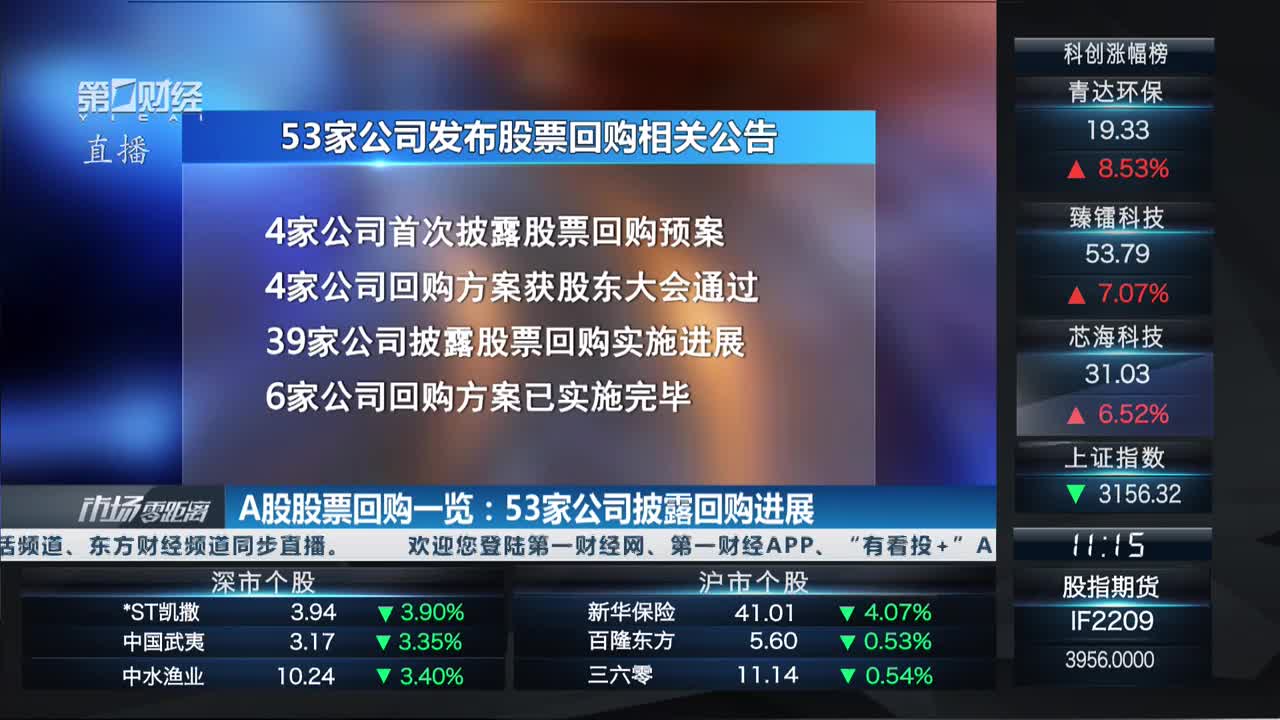 第一财经
YICAI
直播
53家公司发布股票回购相关公告
4家公司首次披露股票回购预案
4家公司回购方案获股东大会通过
39家公司披露股票回购实施进展
6家公司回购方案已实施完毕
市场零距离
A股股票回购一览：53家公司披露回购进展
活频道、东方财经频道同步直播。 欢迎您登陆第一财经网、第一财经APP、“有看投+” A
深市个股
*ST凯撒 3.94 ▼3.90%
中国武夷 3.17 ▼3.35%
中水渔业 10.24 ▼3.40%
沪市个股
新华保险 41.01 ▼4.07%
百隆东方 5.60 ▼0.53%
三六零 11.14 ▼0.54%
科创涨幅榜
青达环保
19.33
▲ 8.53%
臻镭科技
53.79
▲ 7.07%
芯海科技
31.03
▲ 6.52%
上证指数
▼ 3156.32
11:15
股指期货
IF2209
3956.0000